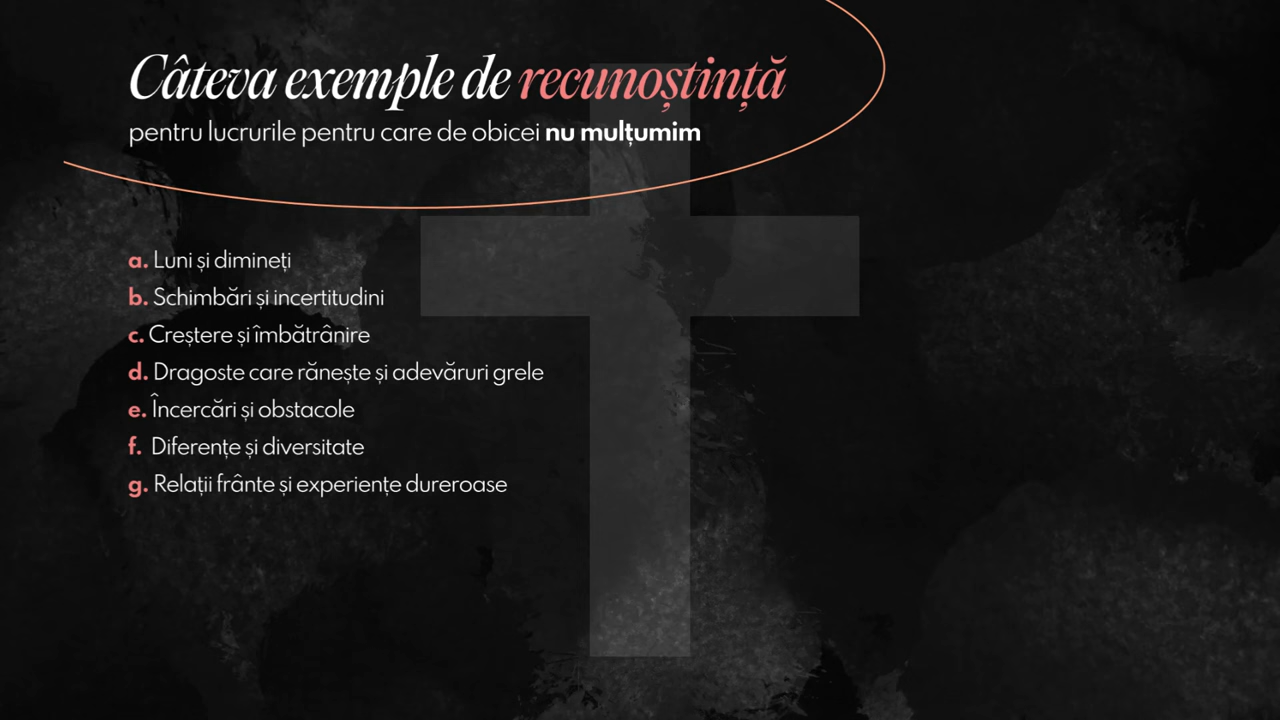 Câteva exemple de recunoștință
pentru lucrurile pentru care de obicei nu mulțumim
a. Luni și dimineți
b. Schimbări și incertitudini
c. Creștere și îmbătrânire
d. Dragoste care rănește și adevăruri grele
e. Încercări și obstacole
f. Diferențe și diversitate
g. Relații frânte și experiențe dureroase